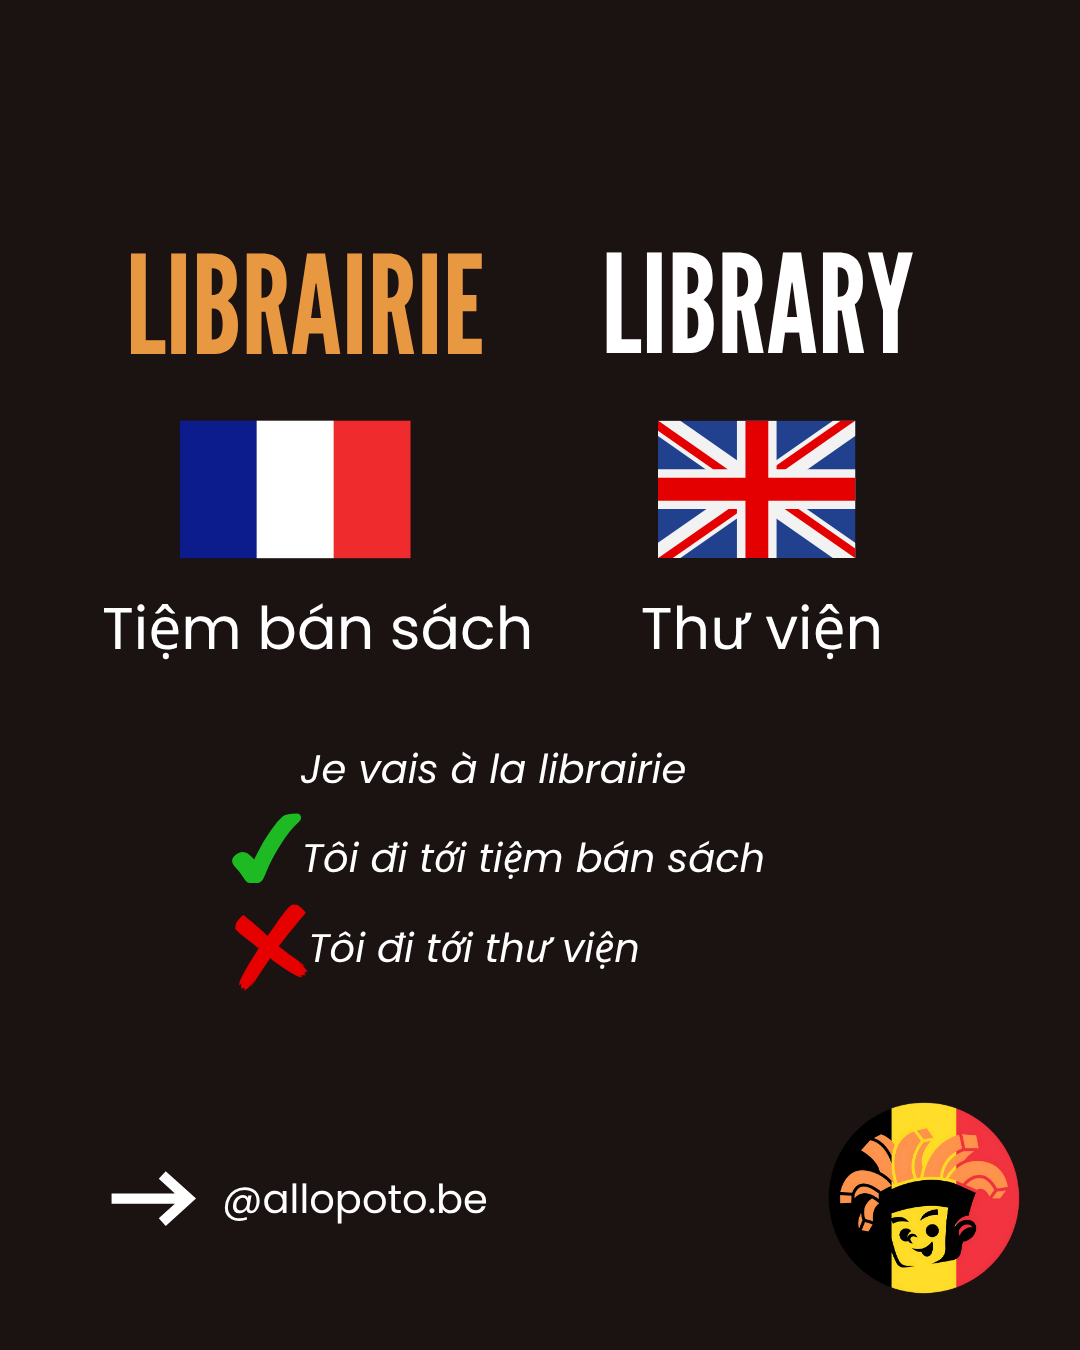 LIBRAIRIE LIBRARY
Tiệm bán sách Thư viện
Je vais à la librairie
Tôi đi tới tiệm bán sách
Tôi đi tới thư viện
@allopoto.be